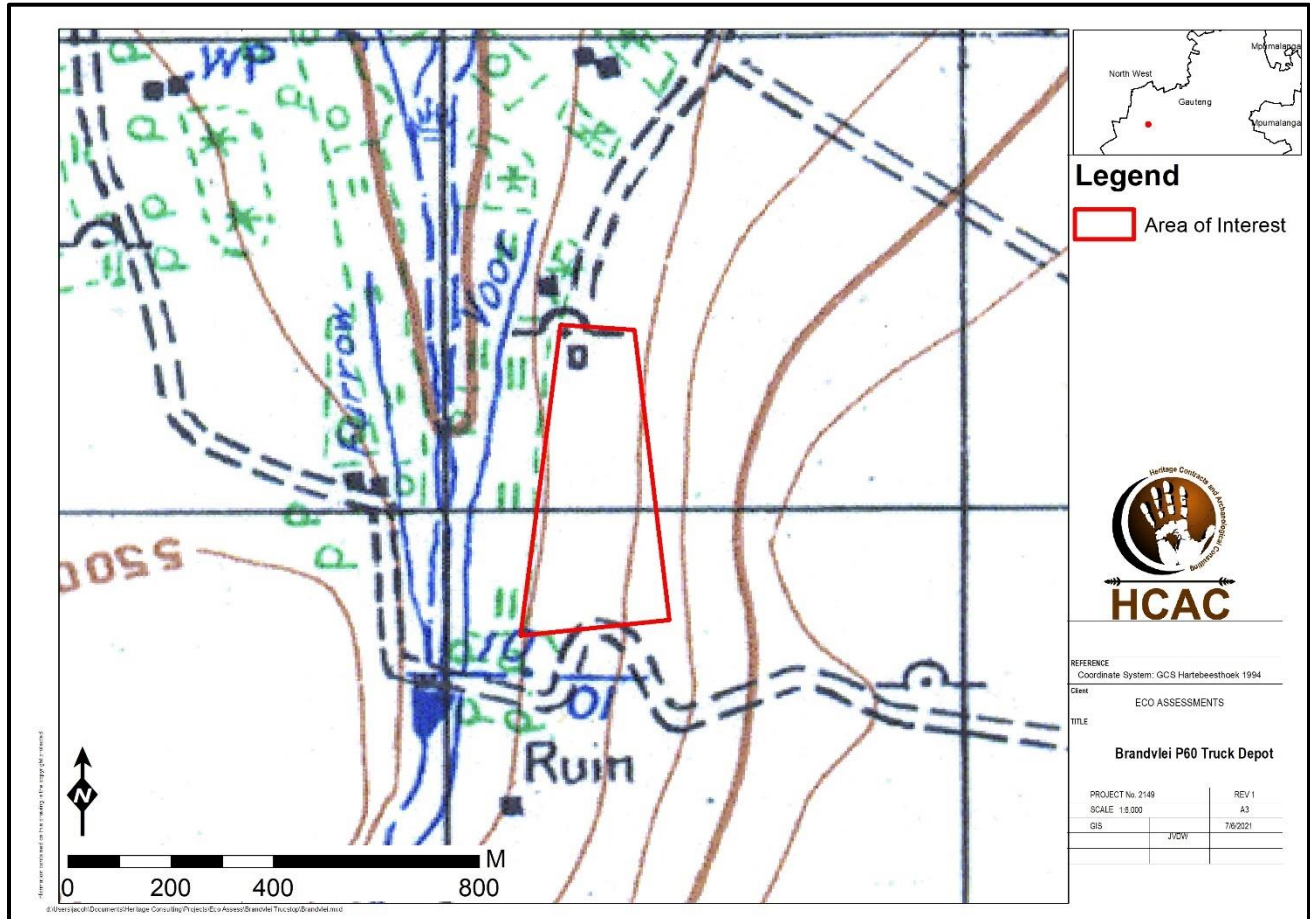 WP
FURROW
VOOR
5500
Ruin
M
0
200
400
800
North West
Gauteng
Mpumalanga
Mpumalanga
Legend
Area of Interest
Heritage Contracts and Archaeological Consulting
HCAC
REFERENCE
Coordinate System: GCS Hartebeesthoek 1994
Client
ECO ASSESSMENTS
TITLE
Brandvlei P60 Truck Depot
PROJECT No. 2149
REV 1
SCALE 1:5,000
A3
GIS
JVDW
7/6/2021
N